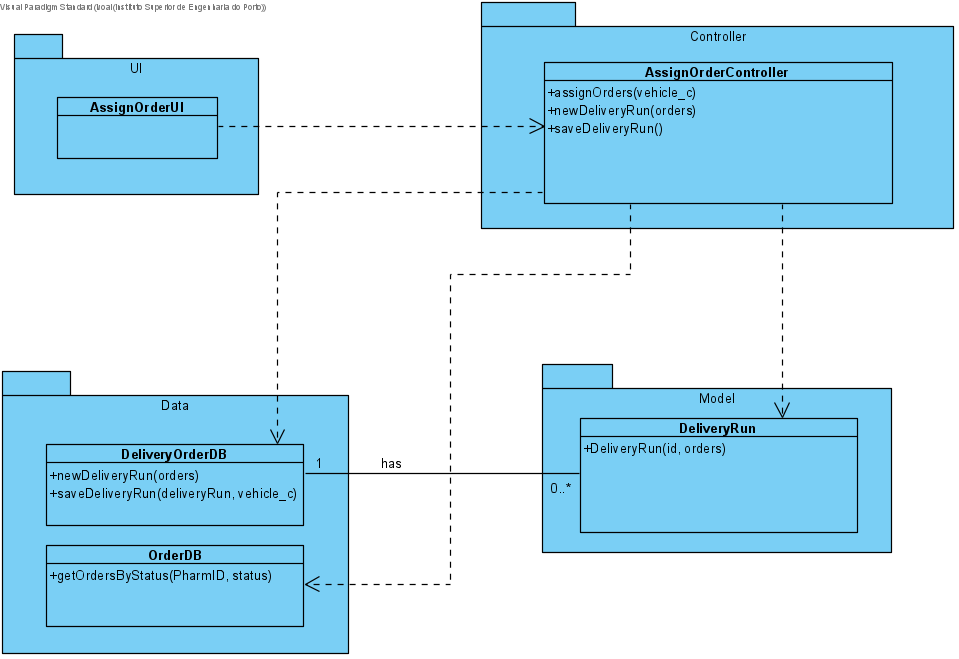 Visual Paradigm Standard (Joal(Instituto Superior de Engenharia do Porto))
UI
AssignOrderUI
Controller
AssignOrderController
+assignOrders(vehicle_c)
+newDeliveryRun(orders)
+saveDeliveryRun()
Data
DeliveryOrderDB
+newDeliveryRun(orders)
+saveDeliveryRun(deliveryRun, vehicle_c)
OrderDB
+getOrdersByStatus(PharmID, status)
1
has
0..*
Model
DeliveryRun
+DeliveryRun(id, orders)